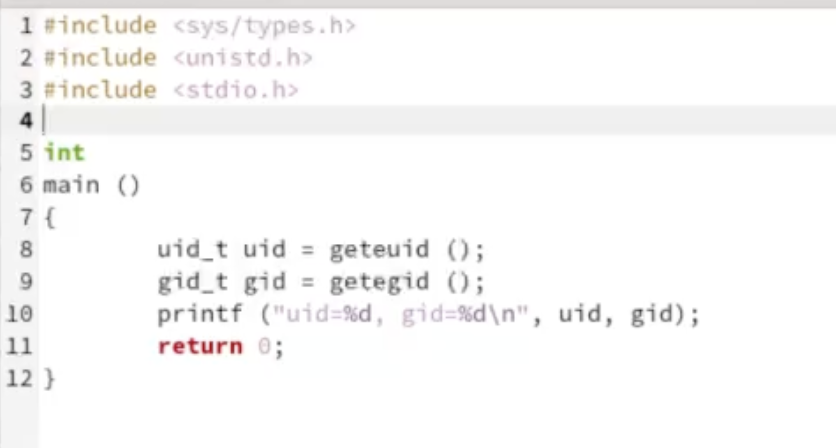 1 #include <sys/types.h>
2 #include <unistd.h>
3 #include <stdio.h>
4
5 int
6 main ()
7 {
8         uid_t uid = geteuid ();
9         gid_t gid = getegid ();
10         printf ("uid=%d, gid=%d\n", uid, gid);
11         return 0;
12 }